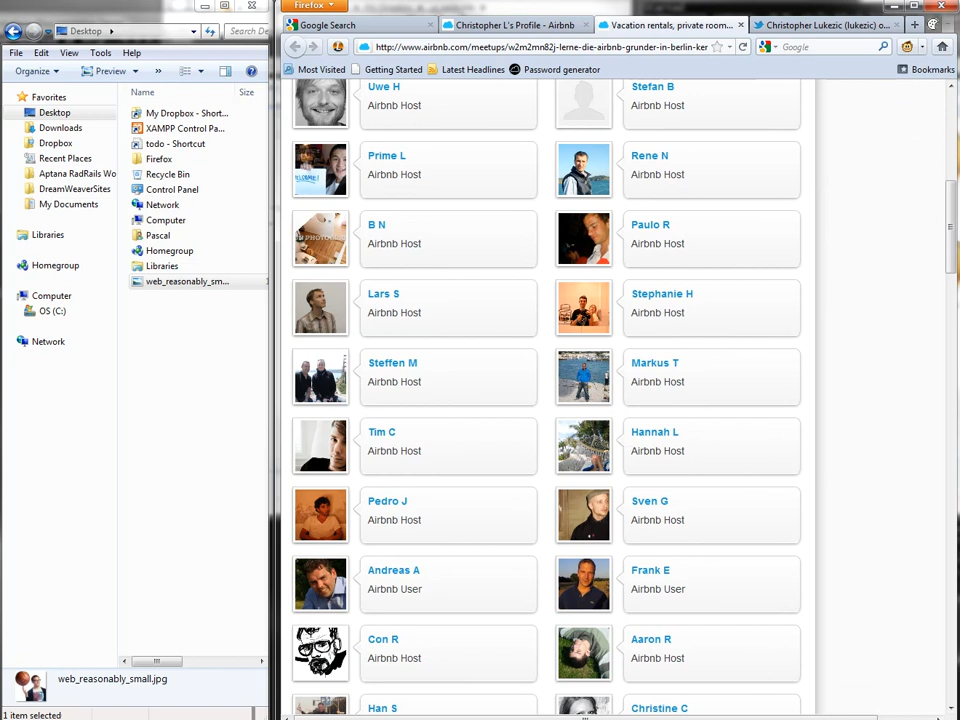 Desktop
Search De
File Edit View Tools Help
Organize Preview »
Favorites
Desktop
Downloads
Dropbox
Recent Places
Aptana RadRails Wo
DreamWeaverSites
My Documents
Libraries
Homegroup
Computer
OS (C:)
Network
Name Size
My Dropbox - Short...
XAMPP Control Pa...
todo - Shortcut
Firefox
Recycle Bin
Control Panel
Network
Computer
Pascal
Homegroup
Libraries
web_reasonably_sm...
web_reasonably_small.jpg
1 item selected
Firefox
Google Search
Christopher L's Profile - Airbnb
Vacation rentals, private room...
Christopher Lukezic (lukezic) o...
http://www.airbnb.com/meetups/w2m2mn82j-lerne-die-airbnb-grunder-in-berlin-ker
Google
Most Visited Getting Started Latest Headlines Password generator Bookmarks
Uwe H
Airbnb Host
Stefan B
Airbnb Host
Prime L
Airbnb Host
Rene N
Airbnb Host
B N
Airbnb Host
Paulo R
Airbnb Host
Lars S
Airbnb Host
Stephanie H
Airbnb Host
Steffen M
Airbnb Host
Markus T
Airbnb Host
Tim C
Airbnb Host
Hannah L
Airbnb Host
Pedro J
Airbnb Host
Sven G
Airbnb Host
Andreas A
Airbnb User
Frank E
Airbnb User
Con R
Airbnb Host
Aaron R
Airbnb Host
Han S
Christine C